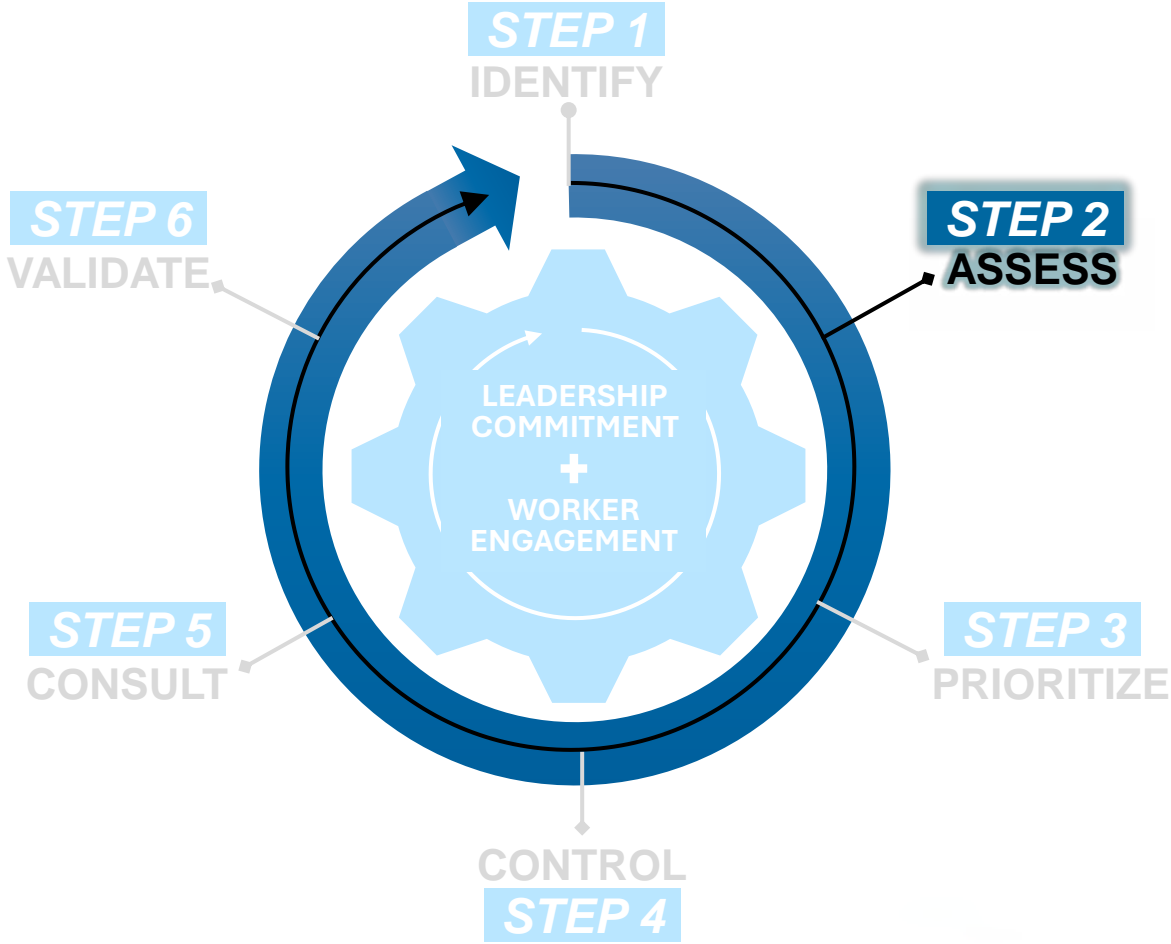 STEP 1
IDENTIFY
STEP 2
ASSESS
STEP 3
PRIORITIZE
CONTROL
STEP 4
STEP 5
CONSULT
STEP 6
VALIDATE
LEADERSHIP
COMMITMENT
+
WORKER
ENGAGEMENT